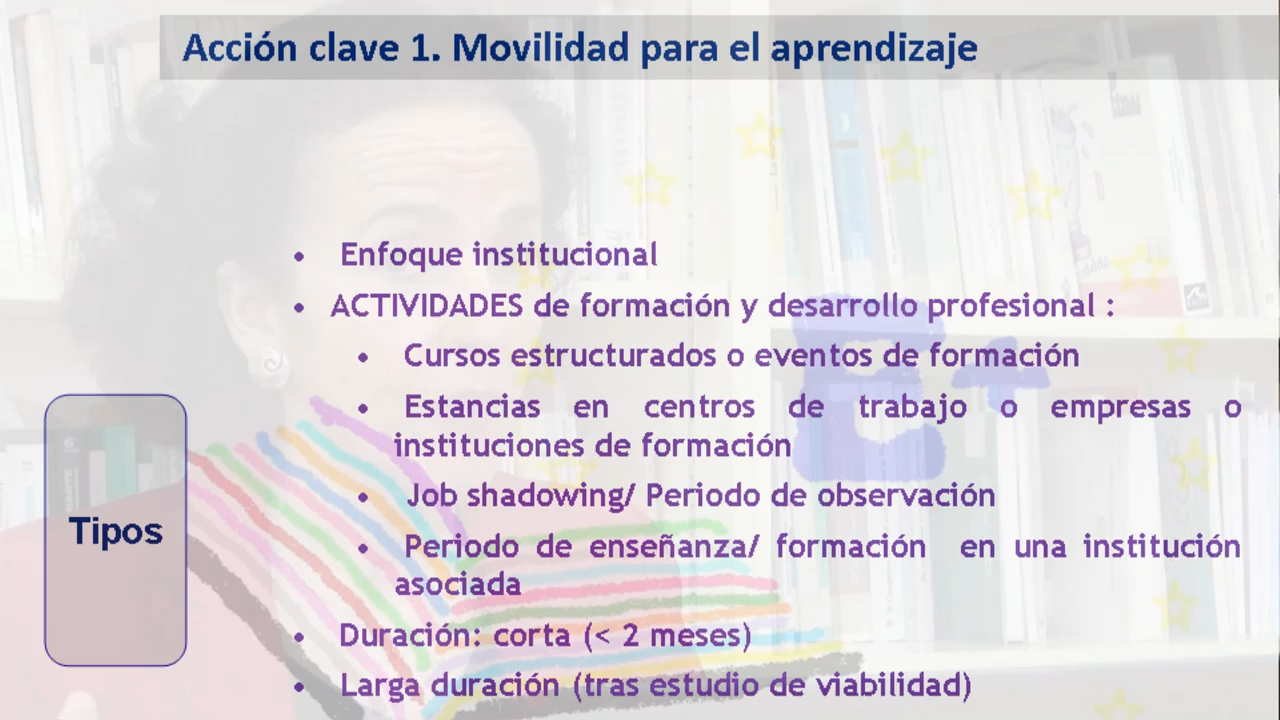 Acción clave 1. Movilidad para el aprendizaje
• Enfoque institucional
• ACTIVIDADES de formación y desarrollo profesional :
• Cursos estructurados o eventos de formación
• Estancias en centros de trabajo o empresas o
instituciones de formación
• Job shadowing/ Periodo de observación
Tipos
• Periodo de enseñanza/ formación en una institución
asociada
• Duración: corta (< 2 meses)
• Larga duración (tras estudio de viabilidad)